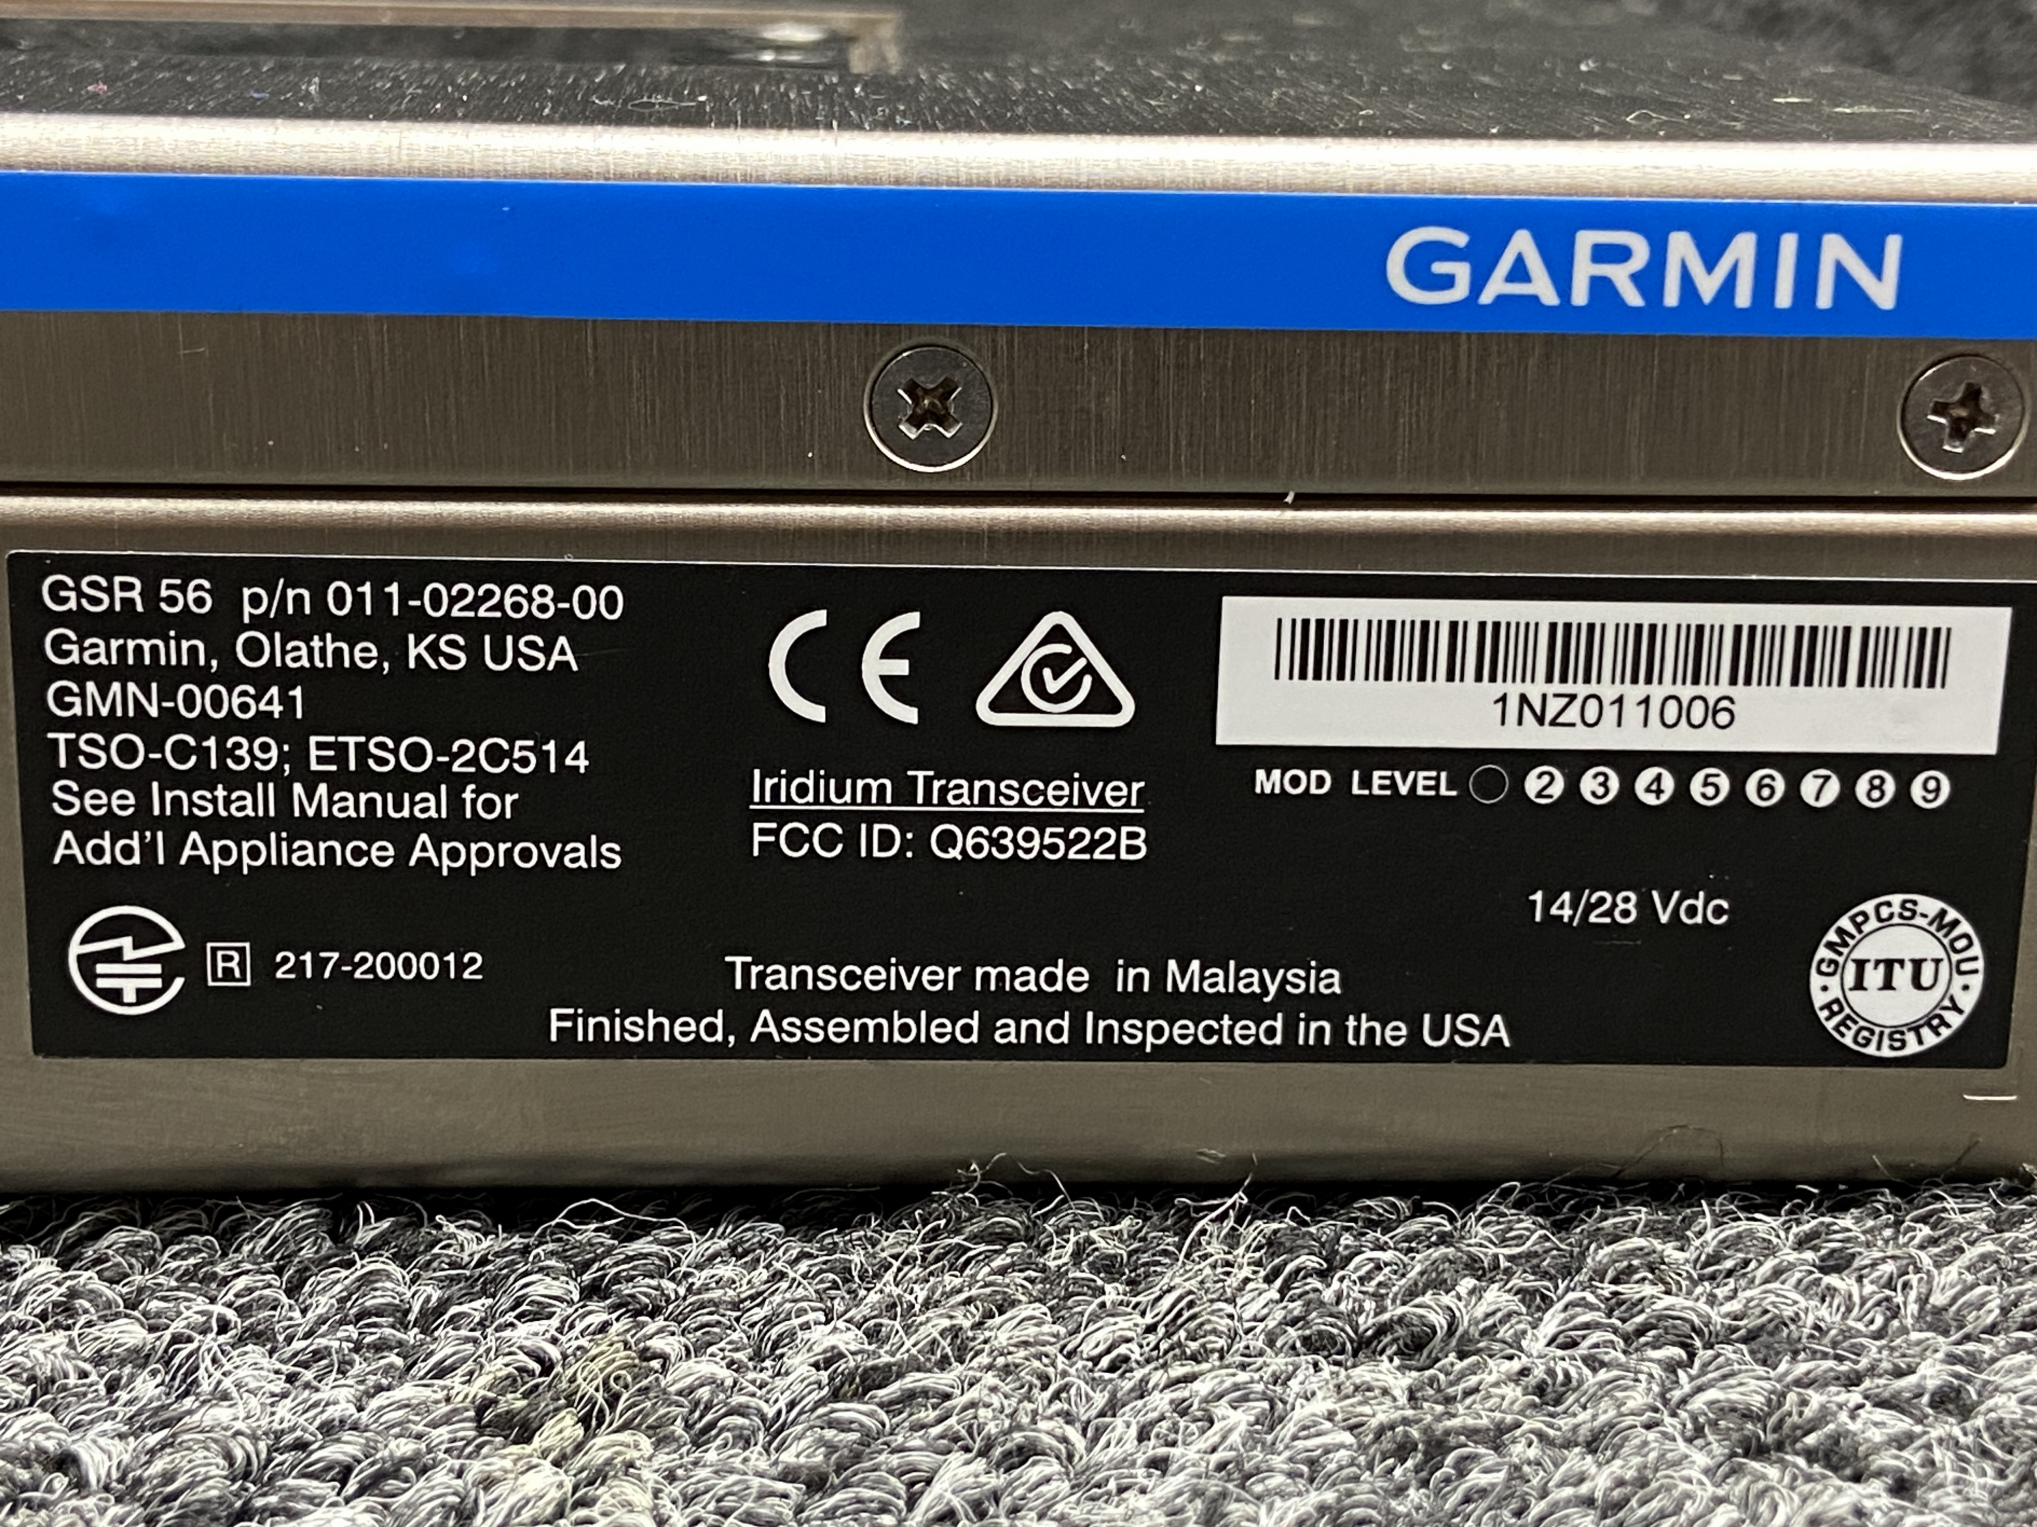 GARMIN
GSR 56 p/n 011-02268-00
Garmin, Olathe, KS USA
GMN-00641
TSO-C139; ETSO-2C514
See Install Manual for
Add'l Appliance Approvals
R 217-200012
CE
Iridium Transceiver
FCC ID: Q639522B
Transceiver made in Malaysia
Finished, Assembled and Inspected in the USA
1NZ011006
MOD LEVEL 2 3 4 5 6 7 8 9
14/28 Vdc
GMPCS-MOU
ITU
REGISTRY